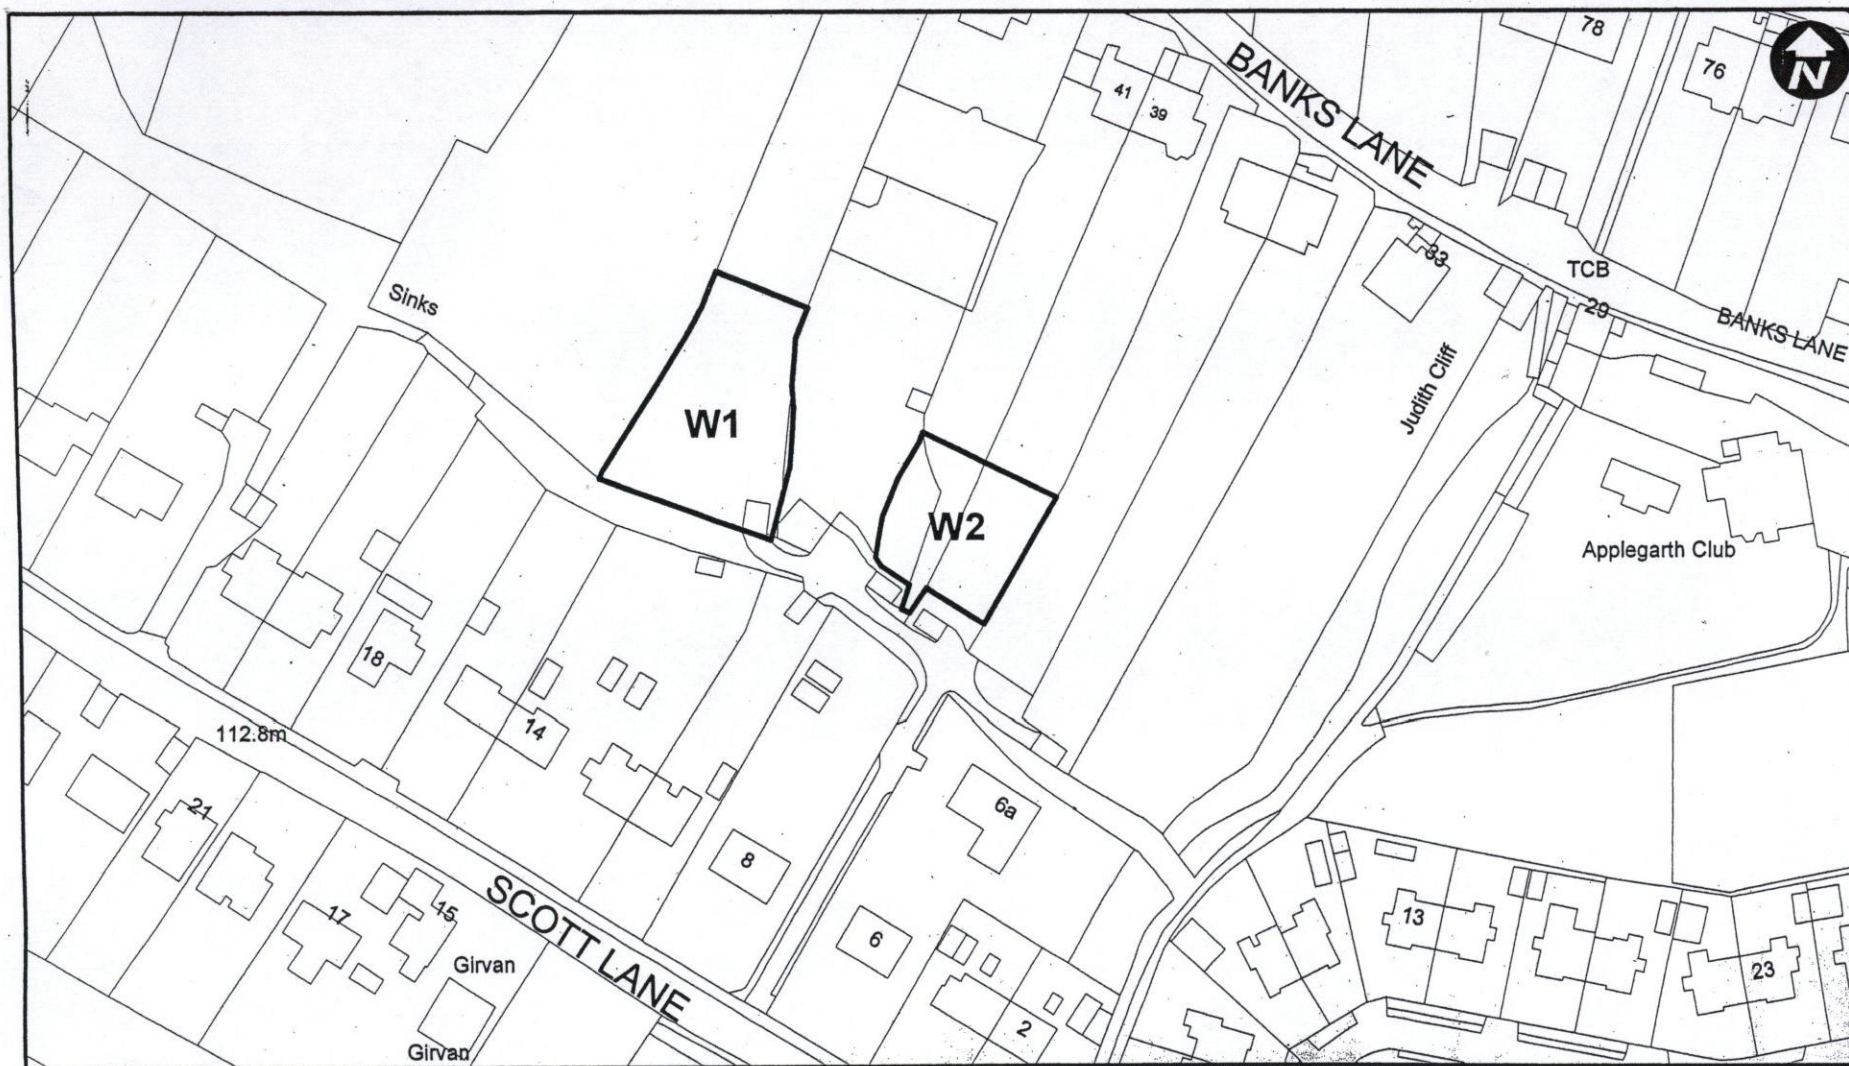 78
76
N
BANKS LANE
41
39
33
TCB
29
BANKS LANE
Sinks
Judith Cliff
W1
W2
Applegarth Club
18
14
112.8m
21
6a
8
13
17
15
SCOTT LANE
6
Girvan
23
2
Girvan